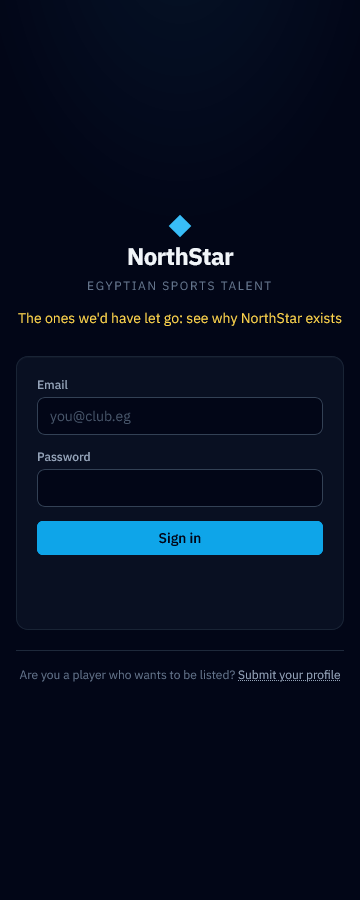 NorthStar
EGYPTIAN SPORTS TALENT
The ones we'd have let go: see why NorthStar exists
Email
you@club.eg
Password
Sign in
Are you a player who wants to be listed? Submit your profile